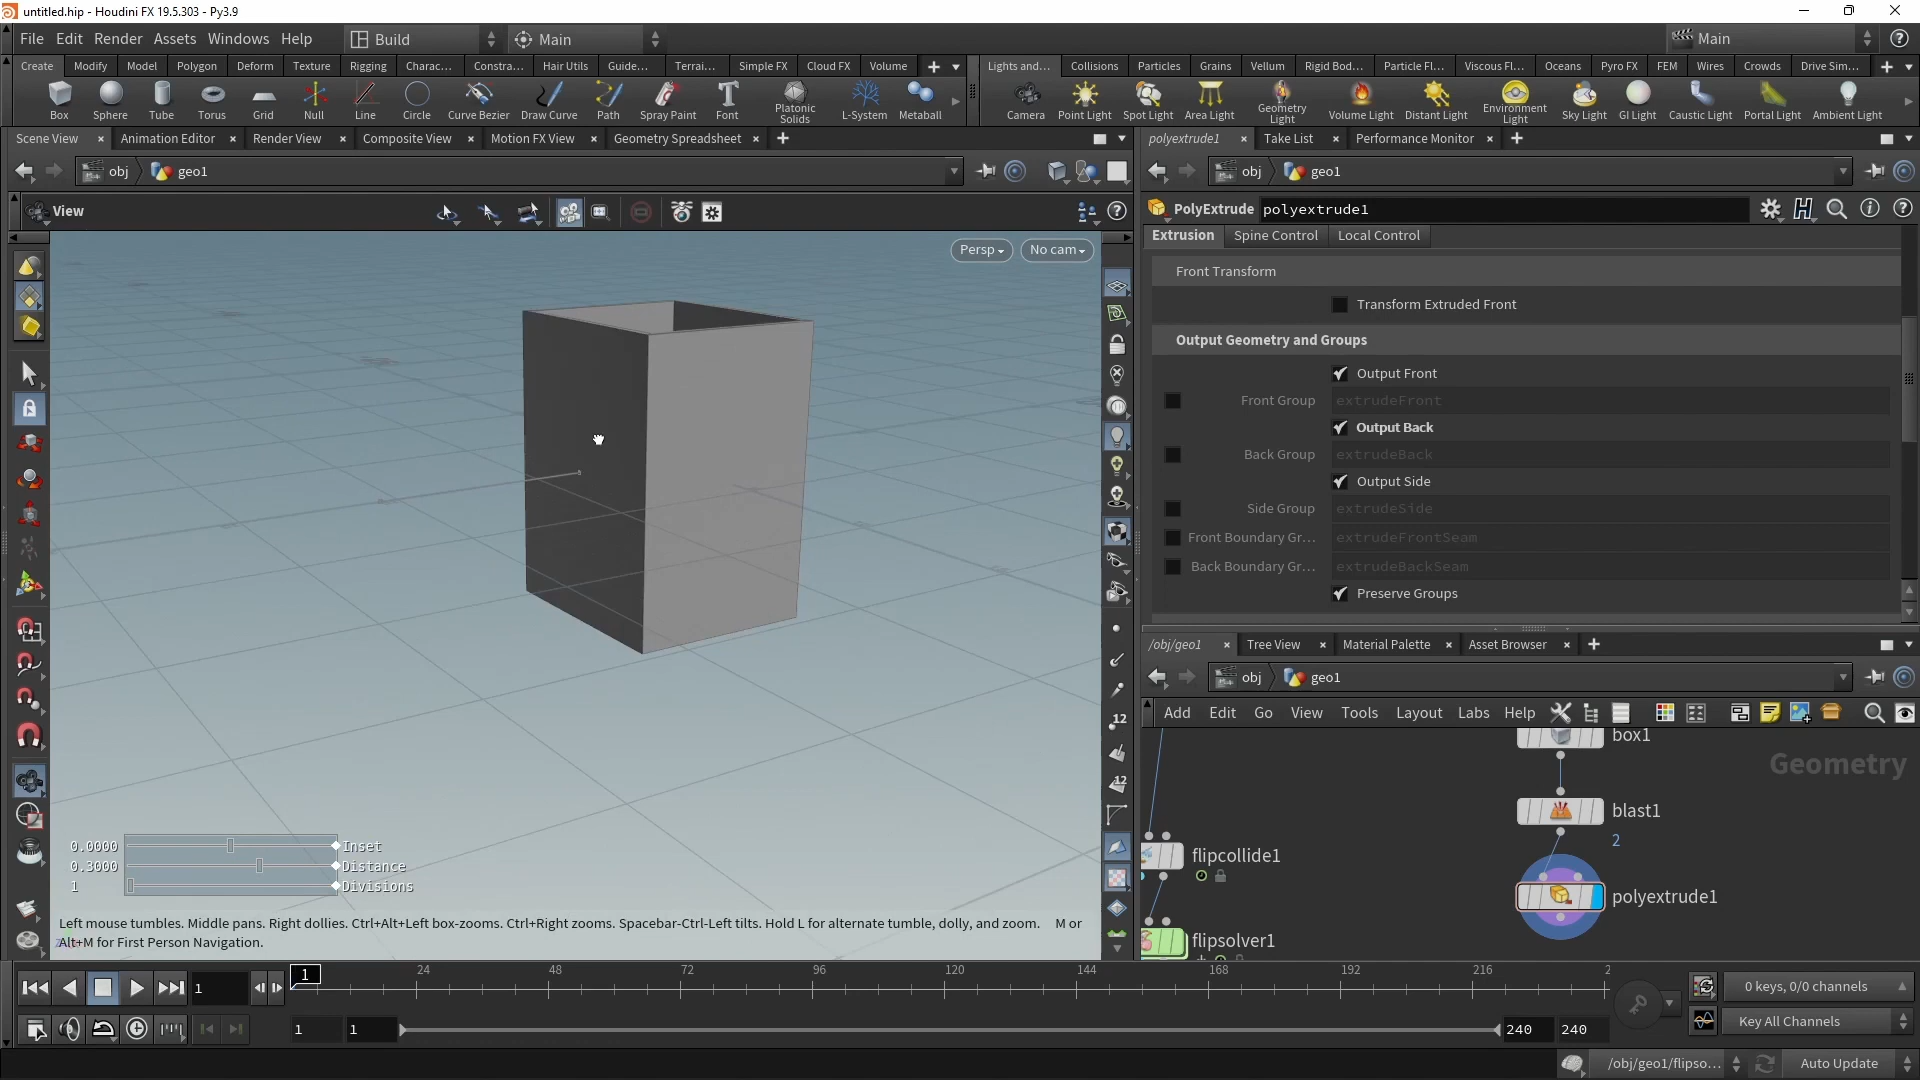 untitled.hip - Houdini FX 19.5.303 - Py3.9
File Edit Render Assets Windows Help Build Main Main
Create Modify Model Polygon Deform Texture Rigging Charac... Constra... Hair Utils Guide... Terrai... Simple FX Cloud FX Volume Lights and... Collisions Particles Grains Vellum Rigid Bod... Particle Fl... Viscous Fl... Oceans Pyro FX FEM Wires Crowds Drive Sim...
Box Sphere Tube Torus Grid Null Line Circle Curve Bezier Draw Curve Path Spray Paint Font Platonic Solids L-System Metaball Camera Point Light Spot Light Area Light Geometry Light Volume Light Distant Light Environment Light Sky Light GI Light Caustic Light Portal Light Ambient Light
Scene View Animation Editor Render View Composite View Motion FX View Geometry Spreadsheet polyextrude1 Take List Performance Monitor
obj geo1 obj geo1
View
PolyExtrude polyextrude1
Persp No cam
Extrusion Spine Control Local Control
Front Transform
Transform Extruded Front
Output Geometry and Groups
Output Front
Front Group extrudeFront
Output Back
Back Group extrudeBack
Output Side
Side Group extrudeSide
Front Boundary Gr... extrudeFrontSeam
Back Boundary Gr... extrudeBackSeam
Preserve Groups
/obj/geo1 Tree View Material Palette Asset Browser
obj geo1
Add Edit Go View Tools Layout Labs Help
12
12
box1
Geometry
blast1
2
flipcollide1
polyextrude1
flipsolver1
0.0000 Inset
0.3000 Distance
1 Divisions
Left mouse tumbles. Middle pans. Right dollies. Ctrl+Alt+Left box-zooms. Ctrl+Right zooms. Spacebar-Ctrl-Left tilts. Hold L for alternate tumble, dolly, and zoom. M or
Alt+M for First Person Navigation.
1 1 24 48 72 96 120 144 168 192 216 2
0 keys, 0/0 channels
1 1 240 240
Key All Channels
/obj/geo1/flipso... Auto Update